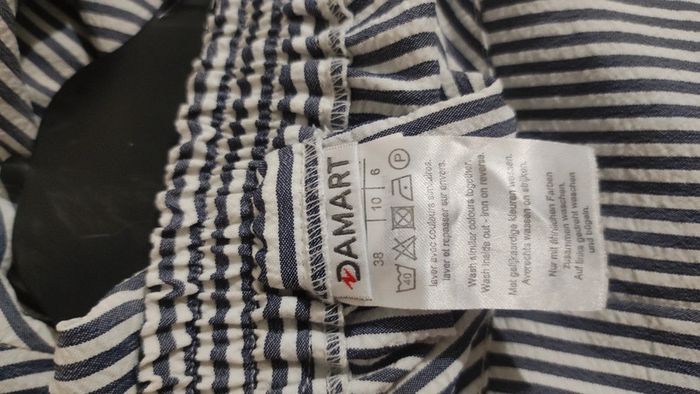 DAMART
38 | 10 | 6
40 P
laver avec couleurs similaires.
laver et repasser sur envers.
Wash similar colours together.
Wash inside out - iron on reverse.
Met gelijkaardige kleuren wassen.
Averechts wassen en strijken.
Nur mit ähnlichen Farben
zusammen waschen.
Auf links gedreht waschen
und bügeln.